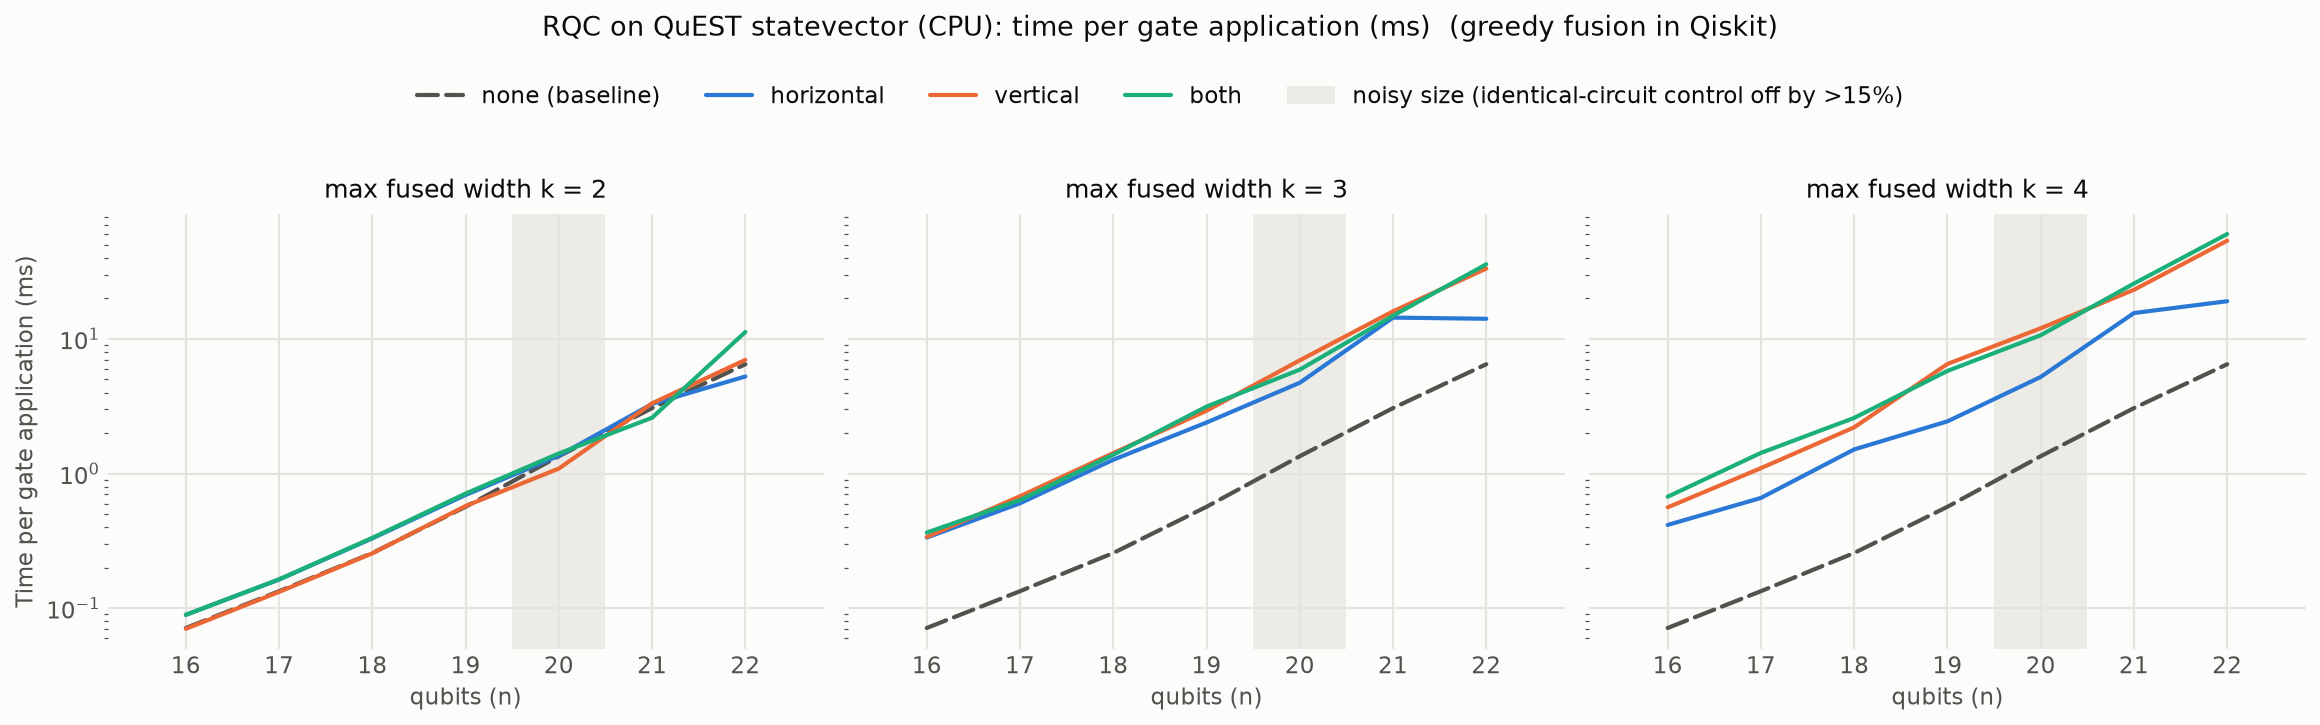 RQC on QuEST statevector (CPU): time per gate application (ms)  (greedy fusion in Qiskit)
none (baseline) horizontal vertical both noisy size (identical-circuit control off by >15%)
max fused width k = 2
Time per gate application (ms)
10¹
10⁰
10⁻¹
16 17 18 19 20 21 22
qubits (n)
max fused width k = 3
16 17 18 19 20 21 22
qubits (n)
max fused width k = 4
16 17 18 19 20 21 22
qubits (n)